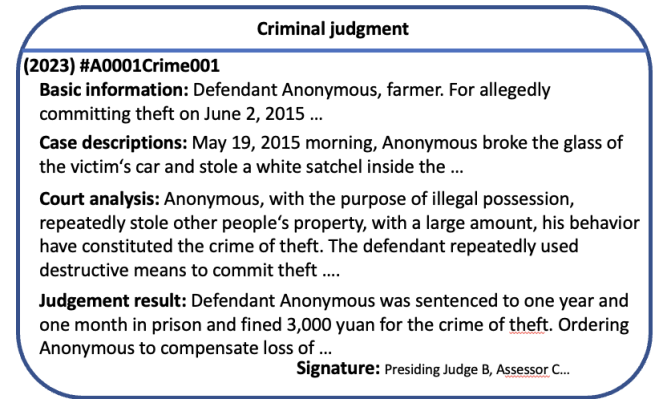 Criminal judgment
(2023) #A0001Crime001
Basic information: Defendant Anonymous, farmer. For allegedly
committing theft on June 2, 2015 ...
Case descriptions: May 19, 2015 morning, Anonymous broke the glass of
the victim‘s car and stole a white satchel inside the ...
Court analysis: Anonymous, with the purpose of illegal possession,
repeatedly stole other people‘s property, with a large amount, his behavior
have constituted the crime of theft. The defendant repeatedly used
destructive means to commit theft ....
Judgement result: Defendant Anonymous was sentenced to one year and
one month in prison and fined 3,000 yuan for the crime of theft. Ordering
Anonymous to compensate loss of ...
Signature: Presiding Judge B, Assessor C...